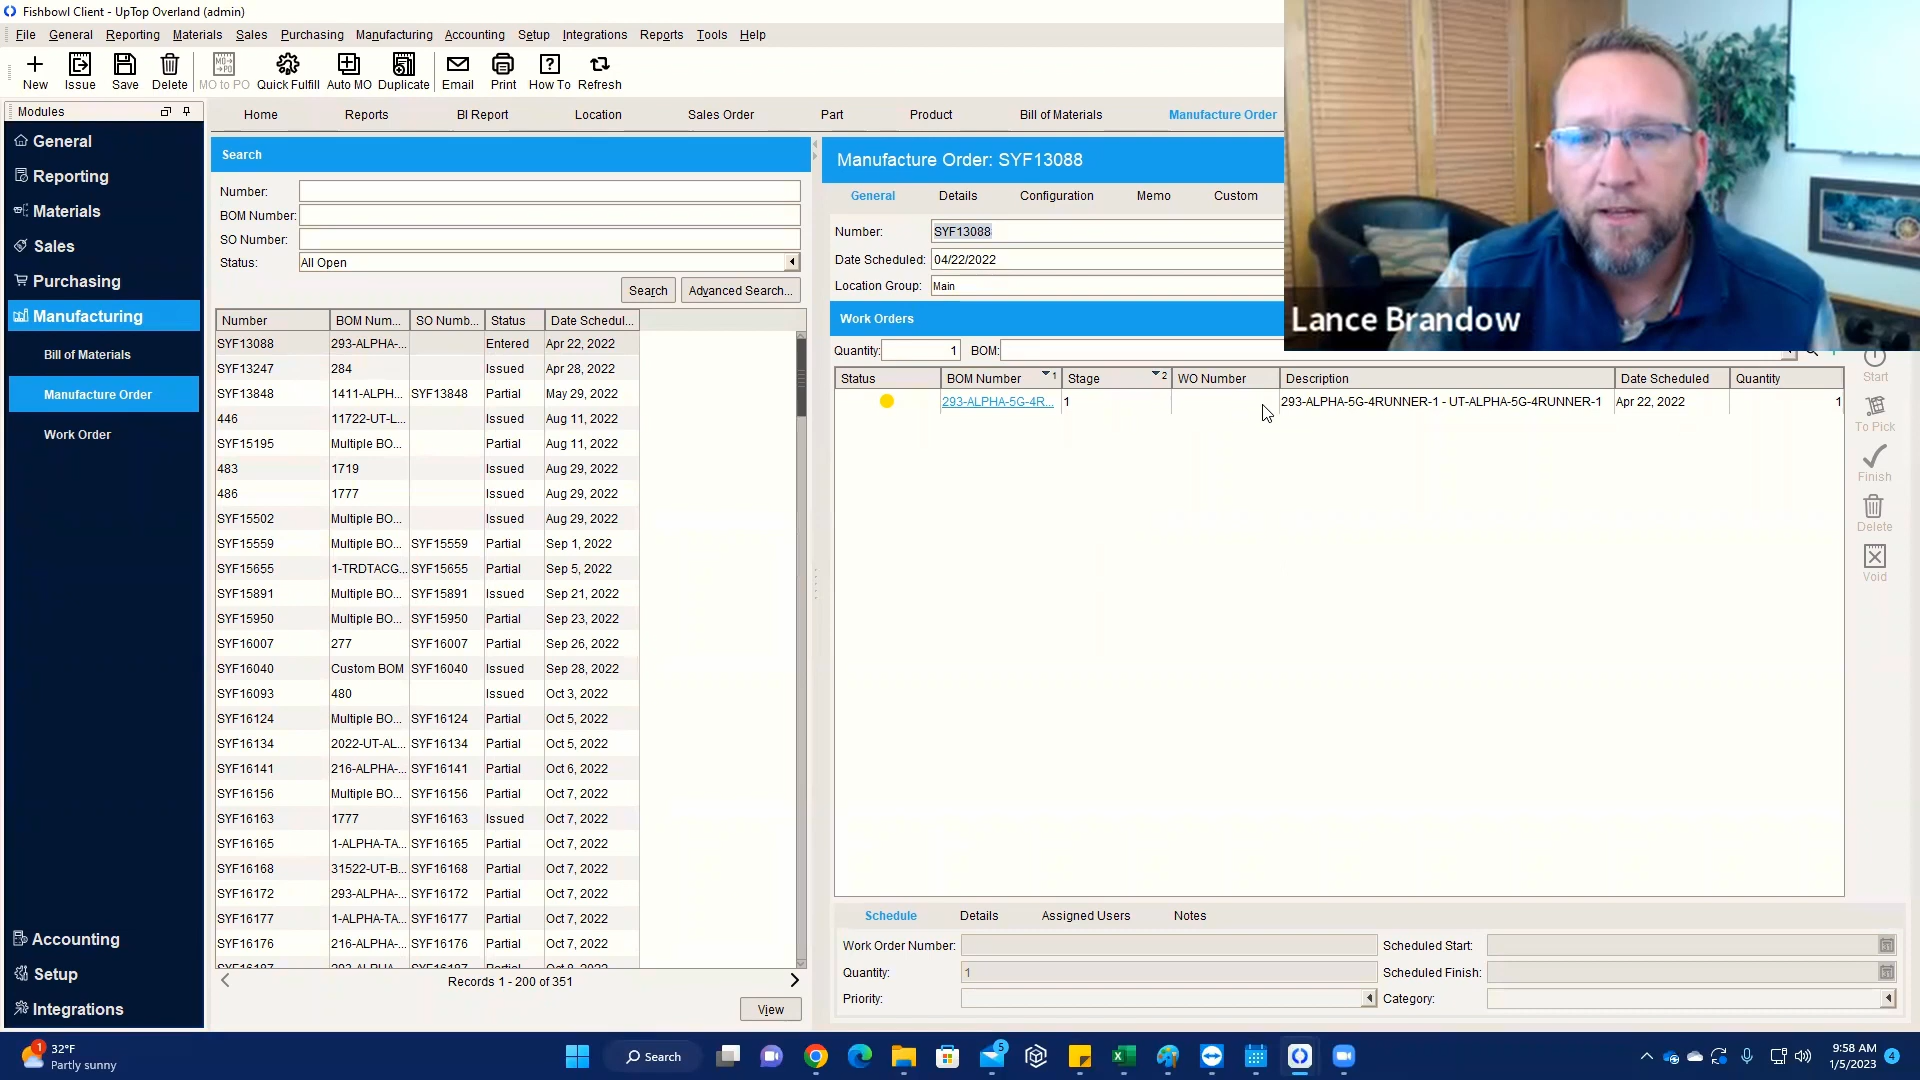 Fishbowl Client - UpTop Overland (admin)
File General Reporting Materials Sales Purchasing Manufacturing Accounting Setup Integrations Reports Tools Help
New Issue Save Delete MO to PO Quick Fulfill Auto MO Duplicate Email Print How To Refresh
Modules
Home Reports BI Report Location Sales Order Part Product Bill of Materials Manufacture Order
General
Reporting
Materials
Sales
Purchasing
Manufacturing
Bill of Materials
Manufacture Order
Work Order
Accounting
Setup
Integrations
Search
Number:
BOM Number:
SO Number:
Status: All Open
Search Advanced Search...
Number BOM Num... SO Numb... Status Date Schedul...
SYF13088 293-ALPHA-... Entered Apr 22, 2022
SYF13247 284 Issued Apr 28, 2022
SYF13848 1411-ALPH... SYF13848 Partial May 29, 2022
446 11722-UT-L... Issued Aug 11, 2022
SYF15195 Multiple BO... Partial Aug 11, 2022
483 1719 Issued Aug 29, 2022
486 1777 Issued Aug 29, 2022
SYF15502 Multiple BO... Issued Aug 29, 2022
SYF15559 Multiple BO... SYF15559 Partial Sep 1, 2022
SYF15655 1-TRDTACG... SYF15655 Partial Sep 5, 2022
SYF15891 Multiple BO... SYF15891 Issued Sep 21, 2022
SYF15950 Multiple BO... SYF15950 Partial Sep 23, 2022
SYF16007 277 SYF16007 Partial Sep 26, 2022
SYF16040 Custom BOM SYF16040 Issued Sep 28, 2022
SYF16093 480 Issued Oct 3, 2022
SYF16124 Multiple BO... SYF16124 Partial Oct 5, 2022
SYF16134 2022-UT-AL... SYF16134 Partial Oct 5, 2022
SYF16141 216-ALPHA-... SYF16141 Partial Oct 6, 2022
SYF16156 Multiple BO... SYF16156 Partial Oct 7, 2022
SYF16163 1777 SYF16163 Issued Oct 7, 2022
SYF16165 1-ALPHA-TA... SYF16165 Partial Oct 7, 2022
SYF16168 31522-UT-B... SYF16168 Partial Oct 7, 2022
SYF16172 293-ALPHA-... SYF16172 Partial Oct 7, 2022
SYF16177 1-ALPHA-TA... SYF16177 Partial Oct 7, 2022
SYF16176 216-ALPHA-... SYF16176 Partial Oct 7, 2022
Records 1 - 200 of 351
View
Manufacture Order: SYF13088
General Details Configuration Memo Custom
Number: SYF13088
Date Scheduled: 04/22/2022
Location Group: Main
Work Orders
Quantity: 1 BOM:
Status BOM Number 1 Stage 2 WO Number Description Date Scheduled Quantity
293-ALPHA-5G-4R... 1 293-ALPHA-5G-4RUNNER-1 - UT-ALPHA-5G-4RUNNER-1 Apr 22, 2022 1
Start
To Pick
Finish
Delete
Void
Schedule Details Assigned Users Notes
Work Order Number: Scheduled Start:
Quantity: 1 Scheduled Finish:
Priority: Category:
Lance Brandow
1
32°F
Partly sunny
Search
5
9:58 AM
1/5/2023
4